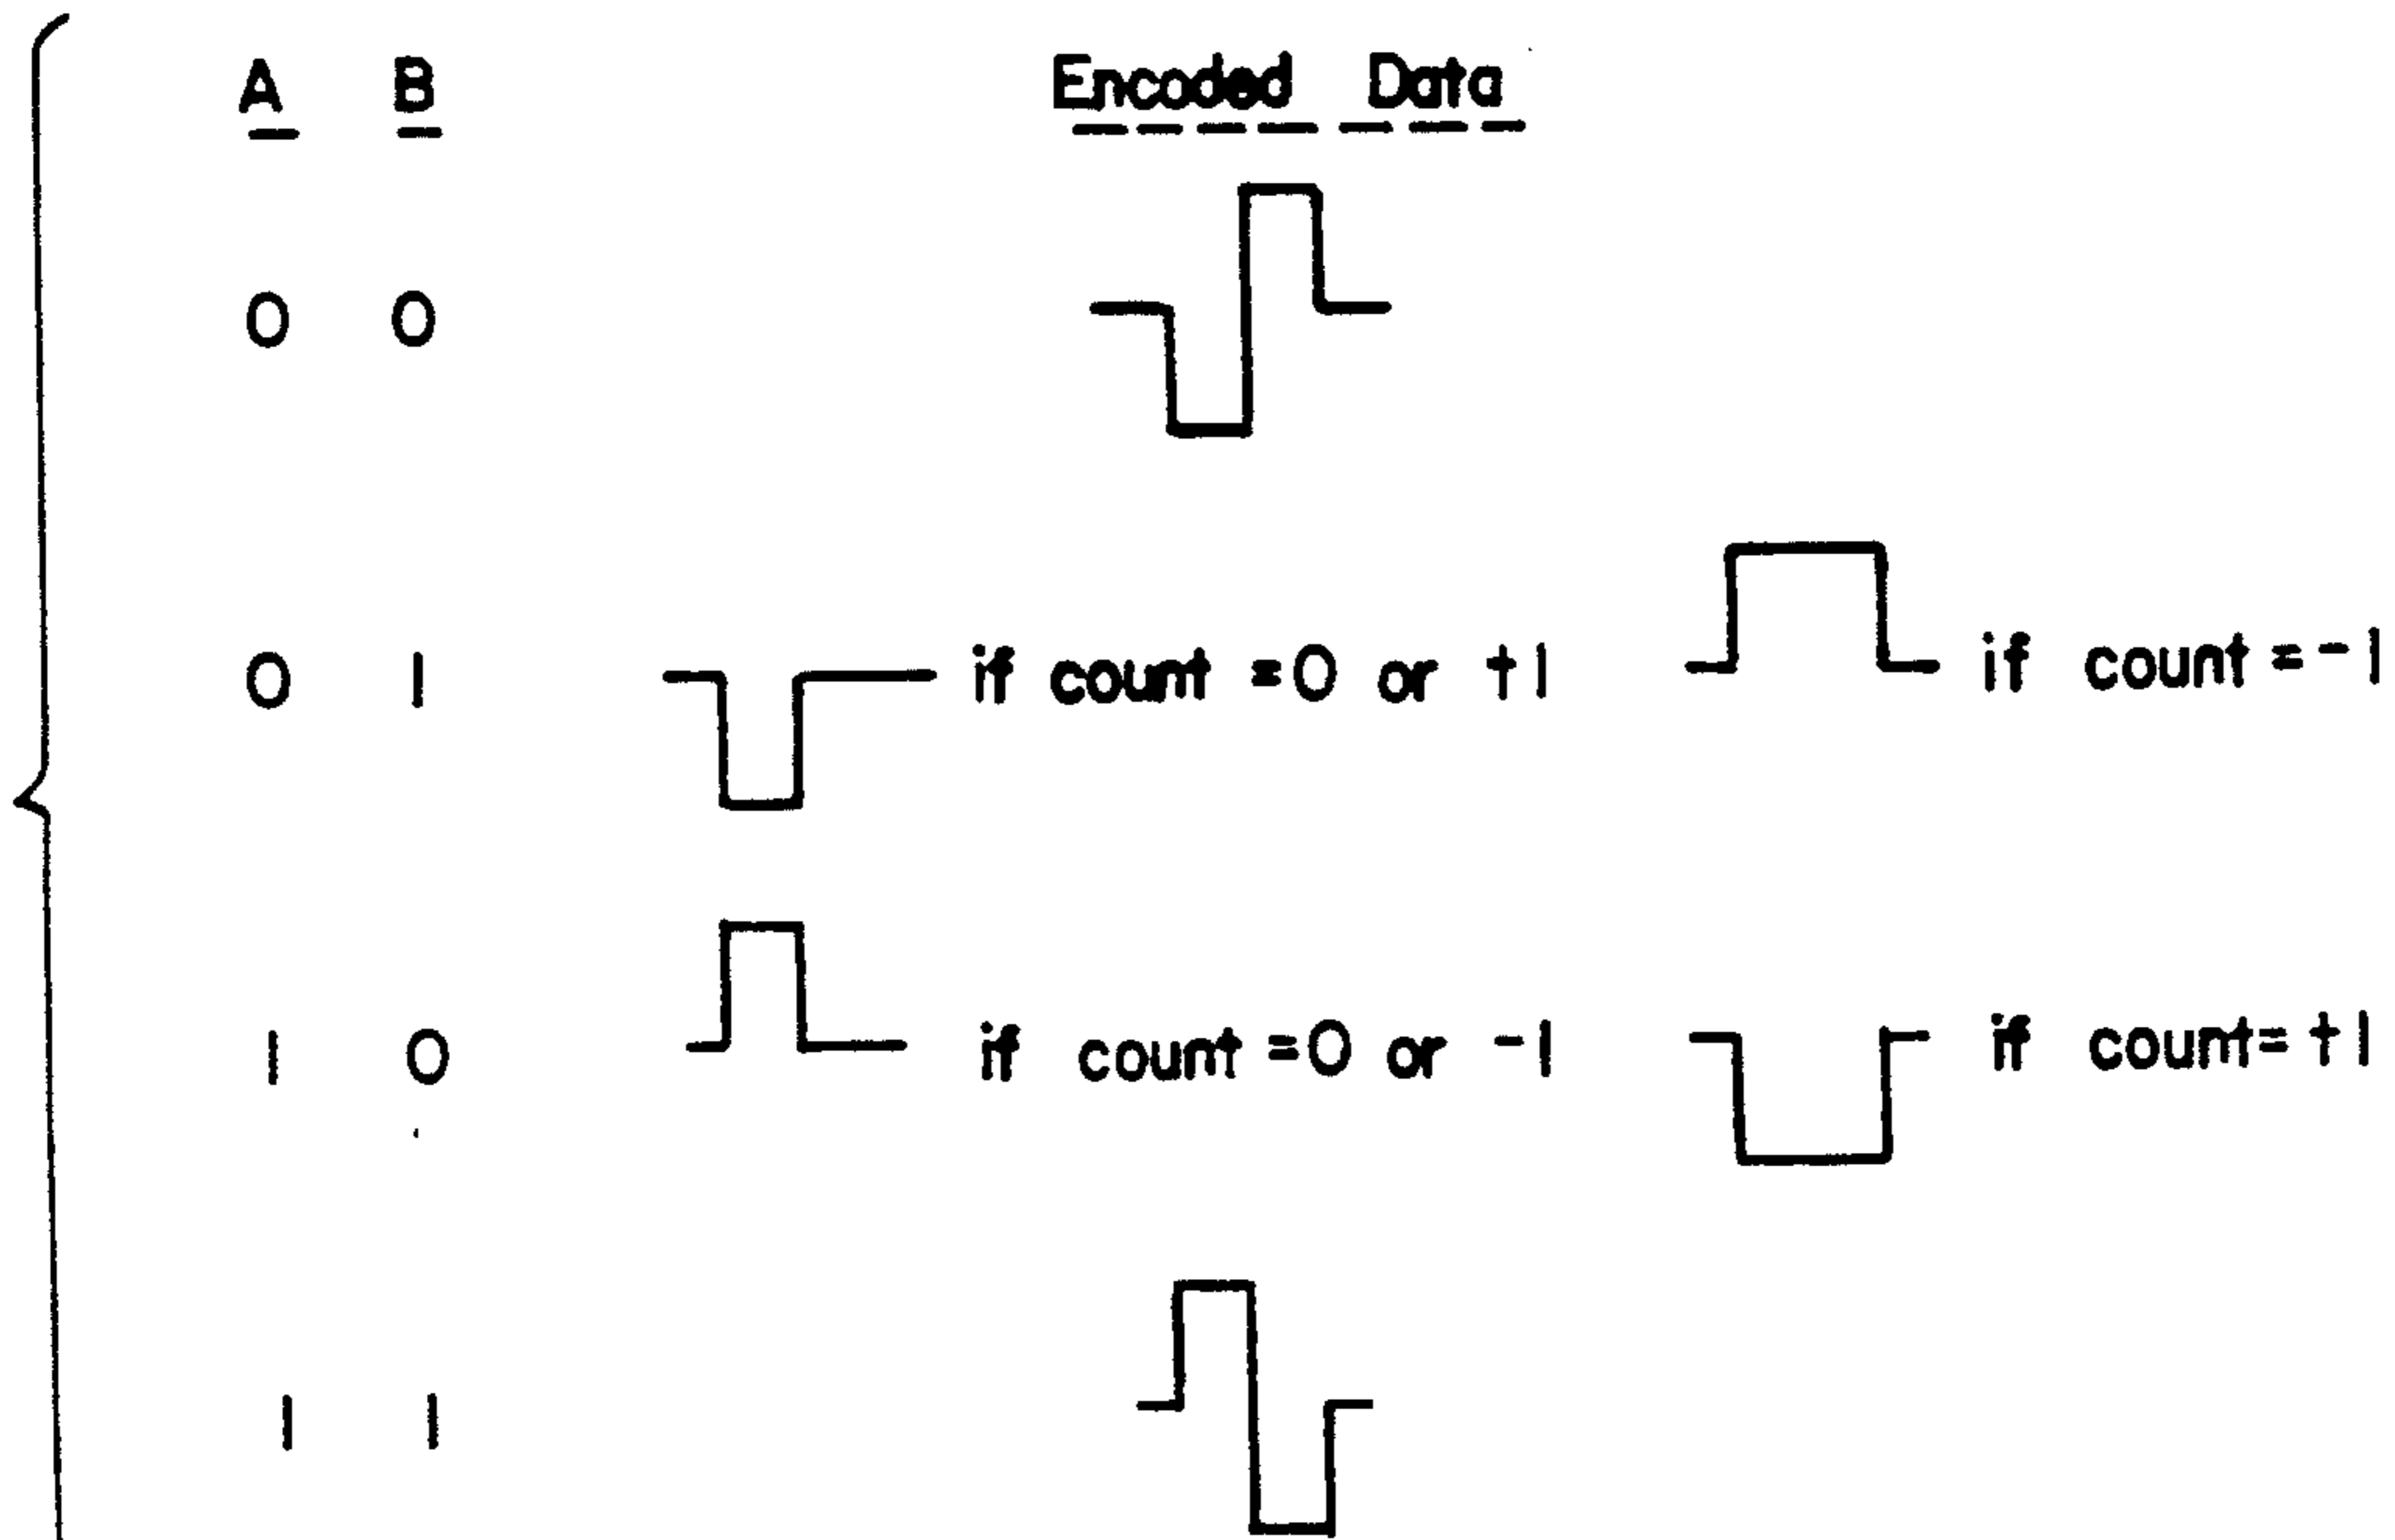 A B Encoded Data
0 0
0 1 if count =0 or +1 if count =-1
1 0 if count =0 or -1 if count= +1
1 1